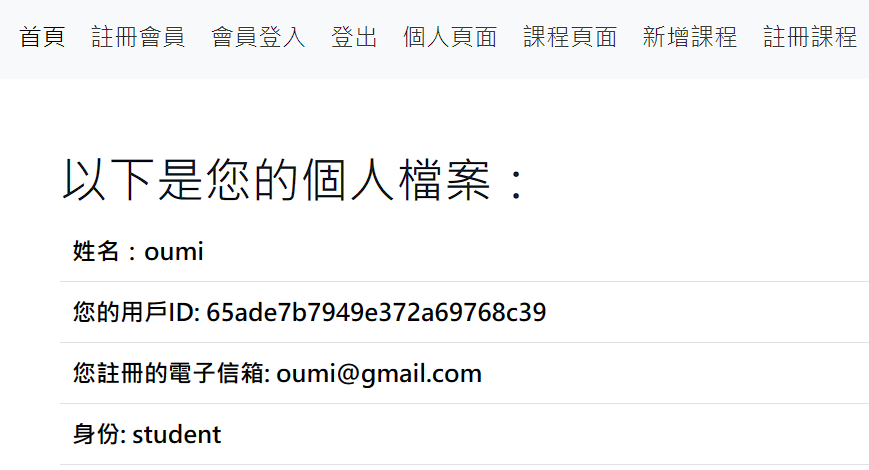 首頁 註冊會員 會員登入 登出 個人頁面 課程頁面 新增課程 註冊課程
以下是您的個人檔案：
姓名：oumi
您的用戶ID: 65ade7b7949e372a69768c39
您註冊的電子信箱: oumi@gmail.com
身份: student